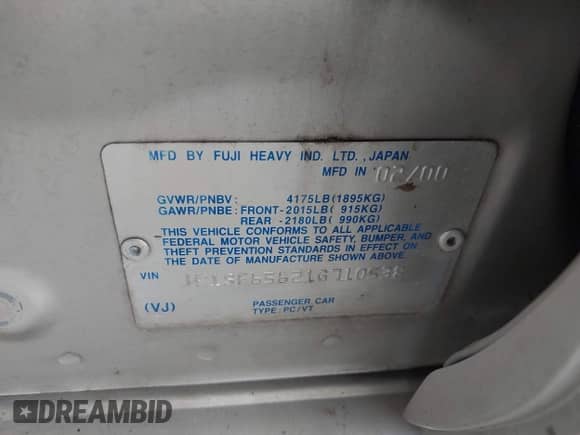 MFD BY FUJI HEAVY IND. LTD., JAPAN
MFD IN 02/00
GVWR/PNBV: 4175LB(1895KG)
GAWR/PNBE: FRONT-2015LB( 915KG)
REAR -2180LB( 990KG)
THIS VEHICLE CONFORMS TO ALL APPLICABLE
FEDERAL MOTOR VEHICLE SAFETY, BUMPER, AND
THEFT PREVENTION STANDARDS IN EFFECT ON
THE DATE OF MANUFACTURE SHOWN ABOVE.
VIN
(VJ)
PASSENGER CAR
TYPE: PC/VT
DREAMBID